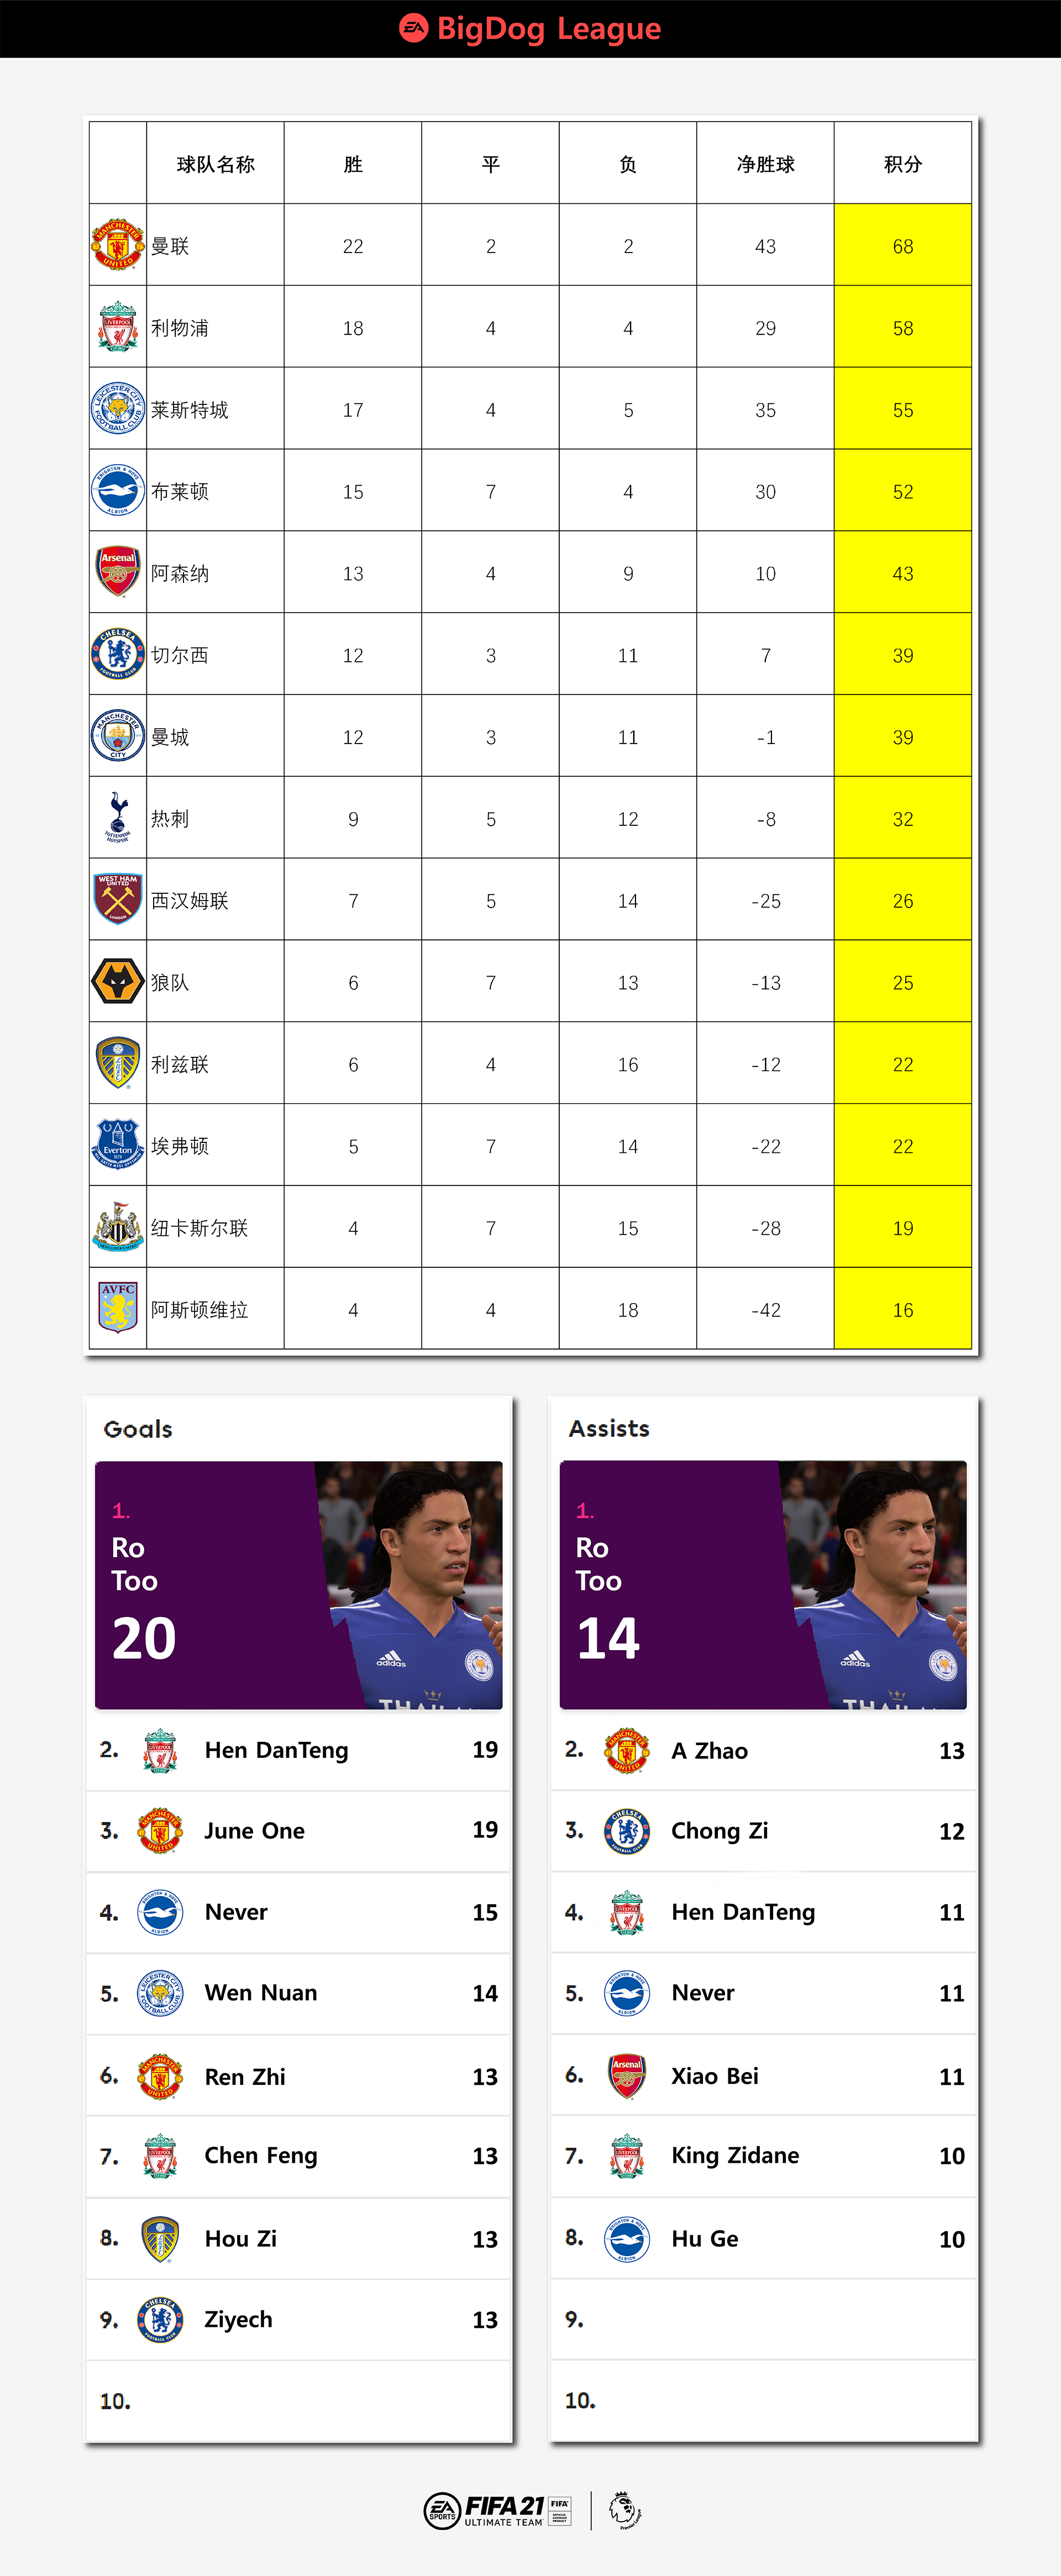 EA BigDog League
球队名称 胜 平 负 净胜球 积分
曼联 22 2 2 43 68
利物浦 18 4 4 29 58
莱斯特城 17 4 5 35 55
布莱顿 15 7 4 30 52
阿森纳 13 4 9 10 43
切尔西 12 3 11 7 39
曼城 12 3 11 -1 39
热刺 9 5 12 -8 32
西汉姆联 7 5 14 -25 26
狼队 6 7 13 -13 25
利兹联 6 4 16 -12 22
埃弗顿 5 7 14 -22 22
纽卡斯尔联 4 7 15 -28 19
阿斯顿维拉 4 4 18 -42 16
Goals
1.
Ro
Too
20
adidas
2. Hen DanTeng 19
3. June One 19
4. Never 15
5. Wen Nuan 14
6. Ren Zhi 13
7. Chen Feng 13
8. Hou Zi 13
9. Ziyech 13
10.
Assists
1.
Ro
Too
14
adidas
2. A Zhao 13
3. Chong Zi 12
4. Hen DanTeng 11
5. Never 11
6. Xiao Bei 11
7. King Zidane 10
8. Hu Ge 10
9.
10.
EA SPORTS FIFA 21
ULTIMATE TEAM
FIFA
Premier League